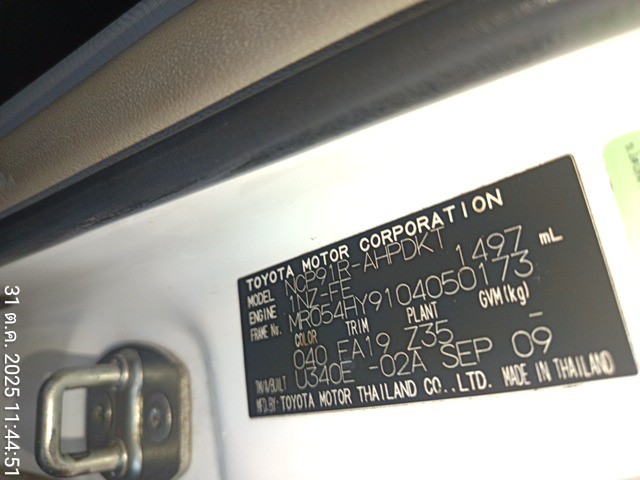 TOYOTA MOTOR CORPORATION
MODEL NCP91R-AHPDKT
ENGINE 1NZ-FE 1497 mL
FRAME No. MR054HY9104050173
COLOR TRIM PLANT GVM(kg)
040 FA19 Z35 -
TM/A/BUILT U340E -02A SEP 09
MFD.BY: TOYOTA MOTOR THAILAND CO.,LTD. MADE IN THAILAND
31 ต.ค. 2025 11:44:51